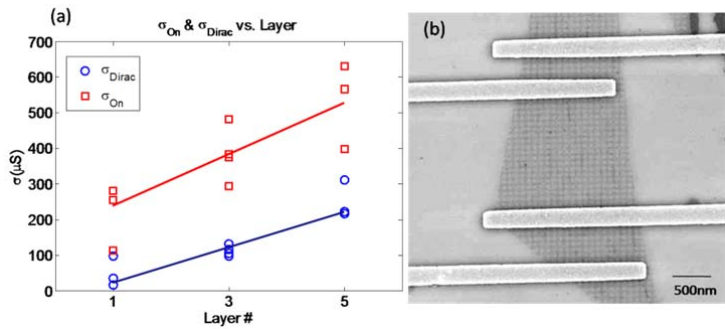 (a)
σOn & σDirac vs. Layer
700
600
500
400
300
200
100
0
σ(µS)
σDirac
σOn
1
3
5
Layer #
(b)
500nm